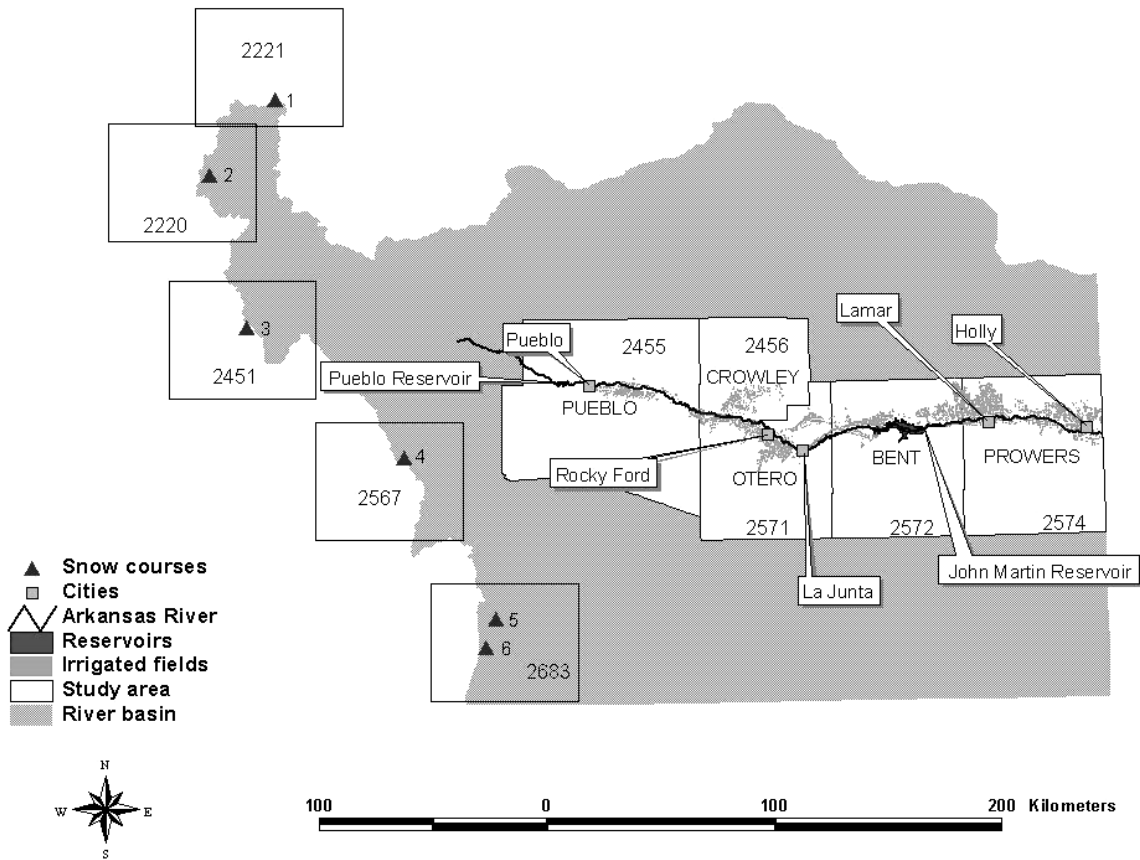 2221
1
2
2220
3
2451
Lamar
Holly
Pueblo
2455
2456
Pueblo Reservoir
CROWLEY
PUEBLO
4
2567
Rocky Ford
OTERO
BENT
PROWERS
2571
2572
2574
John Martin Reservoir
La Junta
5
6
2683
Snow courses
Cities
Arkansas River
Reservoirs
Irrigated fields
Study area
River basin
N
W
E
S
100
0
100
200 Kilometers